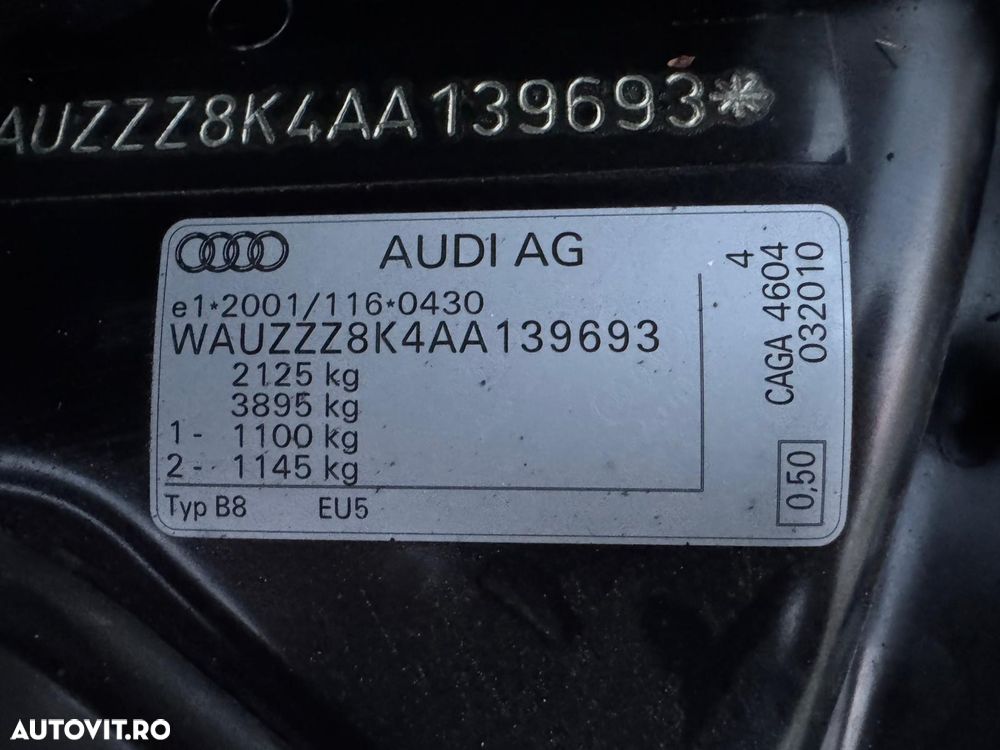 AUZZZ8K4AA139693*
AUDI AG
e1*2001/116*0430
WAUZZZ8K4AA139693
2125 kg
3895 kg
1- 1100 kg
2- 1145 kg
Typ B8 EU5
4
CAGA 4604
032010
0,50
AUTOVIT.RO